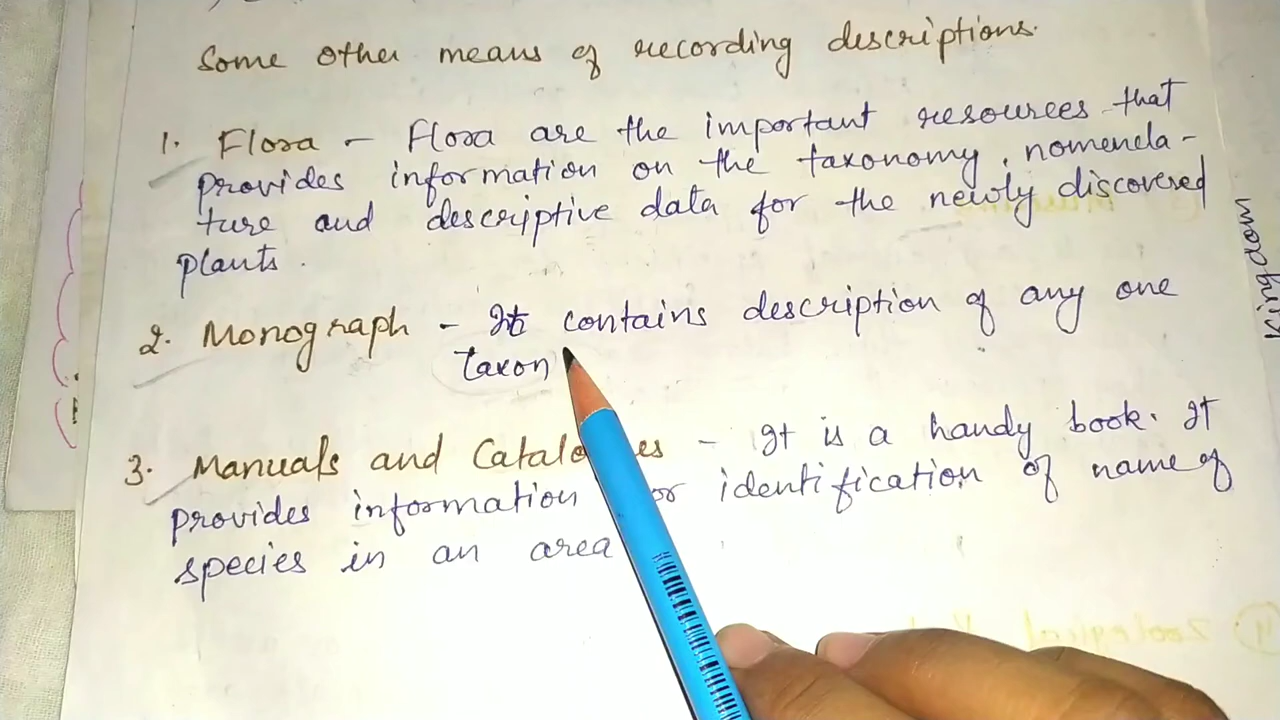 Some other means of recording descriptions.
1. Flora – Flora are the important resources that
provides information on the taxonomy, nomencla-
ture and descriptive data for the newly discovered
plants.
2. Monograph – It contains description of any one
taxon
3. Manuals and – It is a handy book. It
provides information identification of name of
species in an area
Kingdom